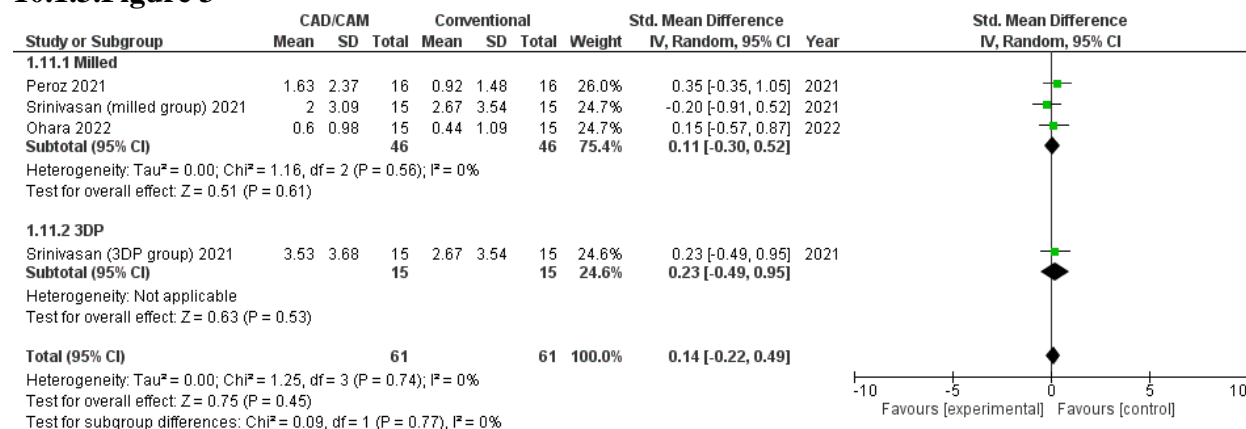 10.1.3.Figure 3
CAD/CAM Conventional Std. Mean Difference Std. Mean Difference
Study or Subgroup Mean SD Total Mean SD Total Weight IV, Random, 95% CI Year IV, Random, 95% CI
1.11.1 Milled
Peroz 2021 1.63 2.37 16 0.92 1.48 16 26.0% 0.35 [-0.35, 1.05] 2021
Srinivasan (milled group) 2021 2 3.09 15 2.67 3.54 15 24.7% -0.20 [-0.91, 0.52] 2021
Ohara 2022 0.6 0.98 15 0.44 1.09 15 24.7% 0.15 [-0.57, 0.87] 2022
Subtotal (95% CI) 46 46 75.4% 0.11 [-0.30, 0.52]
Heterogeneity: Tau² = 0.00; Chi² = 1.16, df = 2 (P = 0.56); I² = 0%
Test for overall effect: Z = 0.51 (P = 0.61)
1.11.2 3DP
Srinivasan (3DP group) 2021 3.53 3.68 15 2.67 3.54 15 24.6% 0.23 [-0.49, 0.95] 2021
Subtotal (95% CI) 15 15 24.6% 0.23 [-0.49, 0.95]
Heterogeneity: Not applicable
Test for overall effect: Z = 0.63 (P = 0.53)
Total (95% CI) 61 61 100.0% 0.14 [-0.22, 0.49]
Heterogeneity: Tau² = 0.00; Chi² = 1.25, df = 3 (P = 0.74); I² = 0%
Test for overall effect: Z = 0.75 (P = 0.45)
Test for subgroup differences: Chi² = 0.09, df = 1 (P = 0.77), I² = 0%
-10 -5 0 5 10
Favours [experimental] Favours [control]